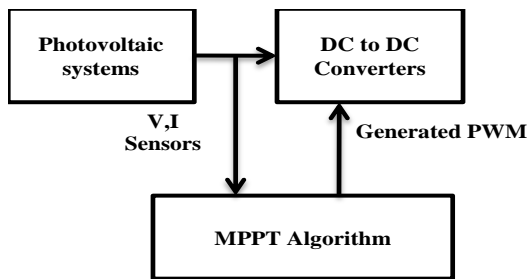 Photovoltaic
systems
DC to DC
Converters
V,I
Sensors
Generated PWM
MPPT Algorithm